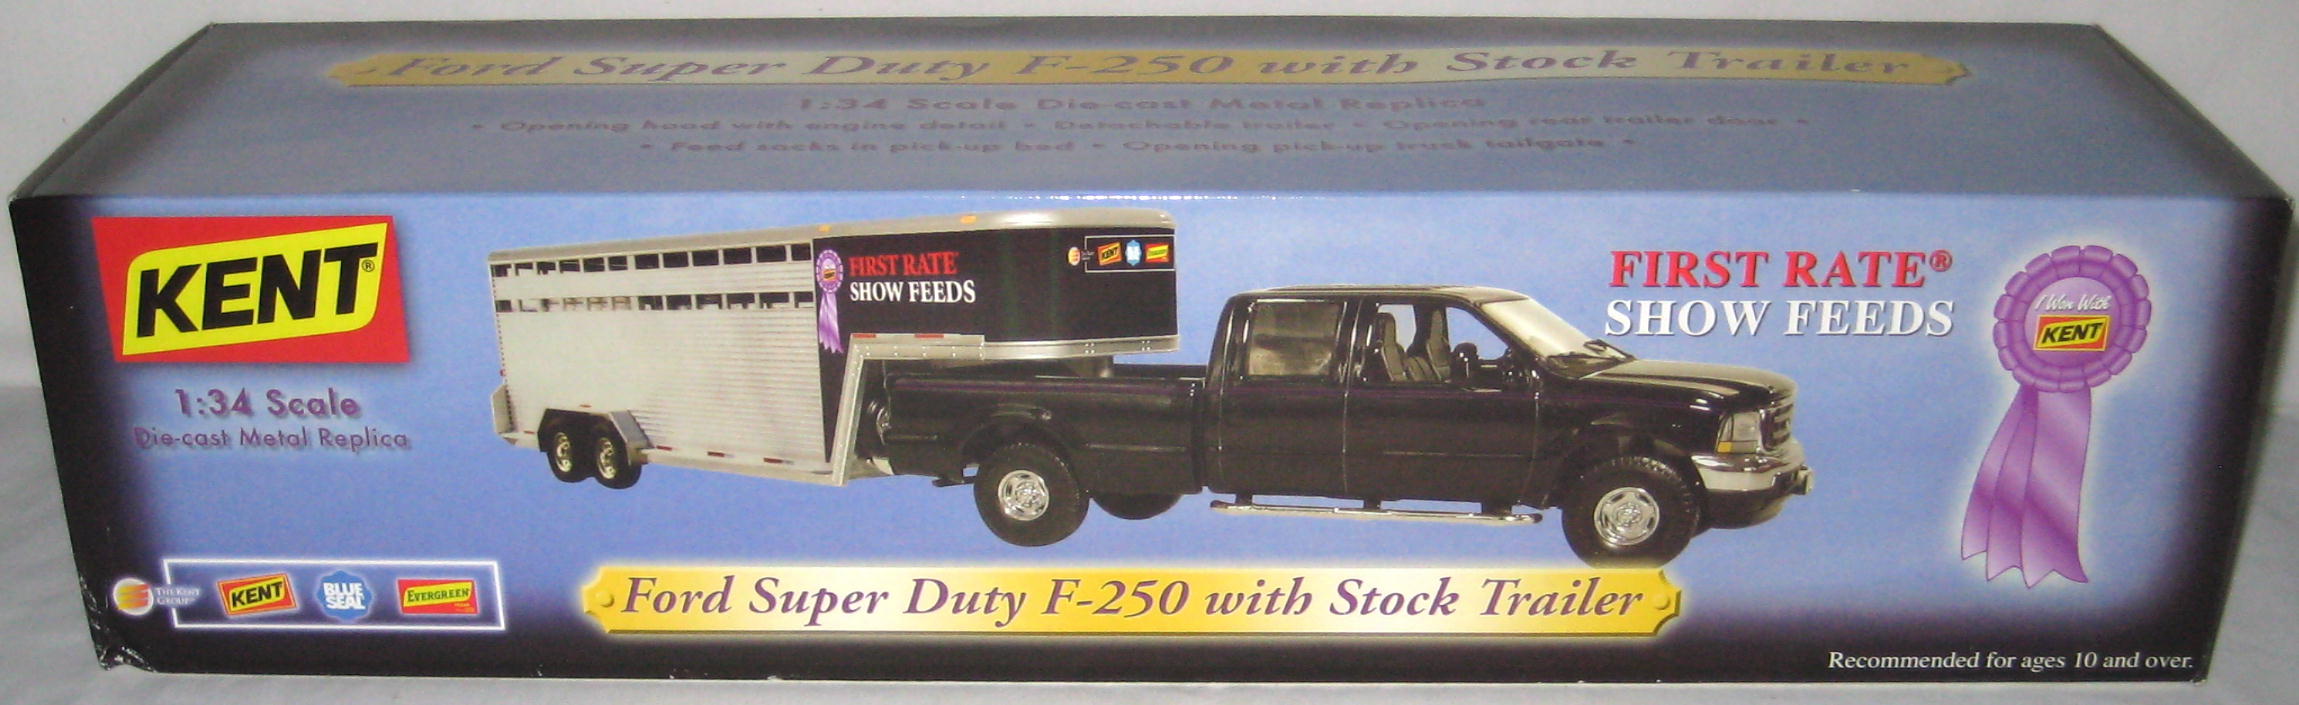 Ford Super Duty F-250 with Stock Trailer
1:34 Scale Die-cast Metal Replica
• Opening hood with engine detail • Detachable trailer • Opening rear trailer door •
• Feed sacks in pick-up bed • Opening pick-up truck tailgate •
KENT®
1:34 Scale
Die-cast Metal Replica
FIRST RATE®
SHOW FEEDS
KENT
FIRST RATE®
SHOW FEEDS
I Won With
KENT
THE KENT
GROUP
KENT
BLUE
SEAL
EVERGREEN
Ford Super Duty F-250 with Stock Trailer
Recommended for ages 10 and over.